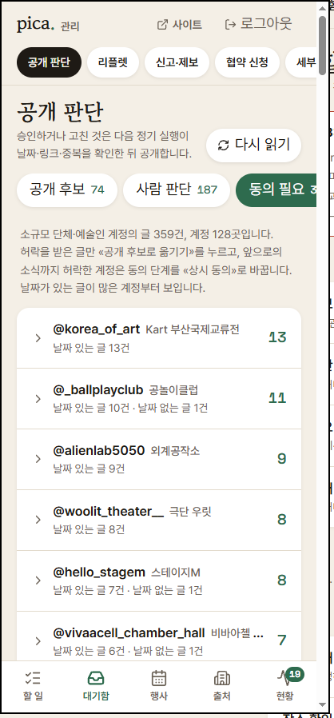 pica. 관리
사이트
로그아웃
공개 판단
리플렛
신고·제보
협약 신청
세부
공개 판단
승인하거나 고친 것은 다음 정기 실행이
날짜·링크·중복을 확인한 뒤 공개합니다.
다시 읽기
공개 후보 74
사람 판단 187
동의 필요 3
소규모 단체·예술인 계정의 글 359건, 계정 128곳입니다.
허락을 받은 글만 «공개 후보로 옮기기»를 누르고, 앞으로의
소식까지 허락한 계정은 동의 단계를 «상시 동의»로 바꿉니다.
날짜가 있는 글이 많은 계정부터 보입니다.
@korea_of_art Kart 부산국제교류전
날짜 있는 글 13건
13
@_ballplayclub 공놀이클럽
날짜 있는 글 10건 · 날짜 없는 글 1건
11
@alienlab5050 외계공작소
날짜 있는 글 9건
9
@woolit_theater__ 극단 우릿
날짜 있는 글 8건
8
@hello_stagem 스테이지M
날짜 있는 글 7건 · 날짜 없는 글 1건
8
@vivaacell_chamber_hall 비바아첼 ...
날짜 있는 글 6건 · 날짜 없는 글 1건
7
할 일
대기함
행사
출처
19
현황